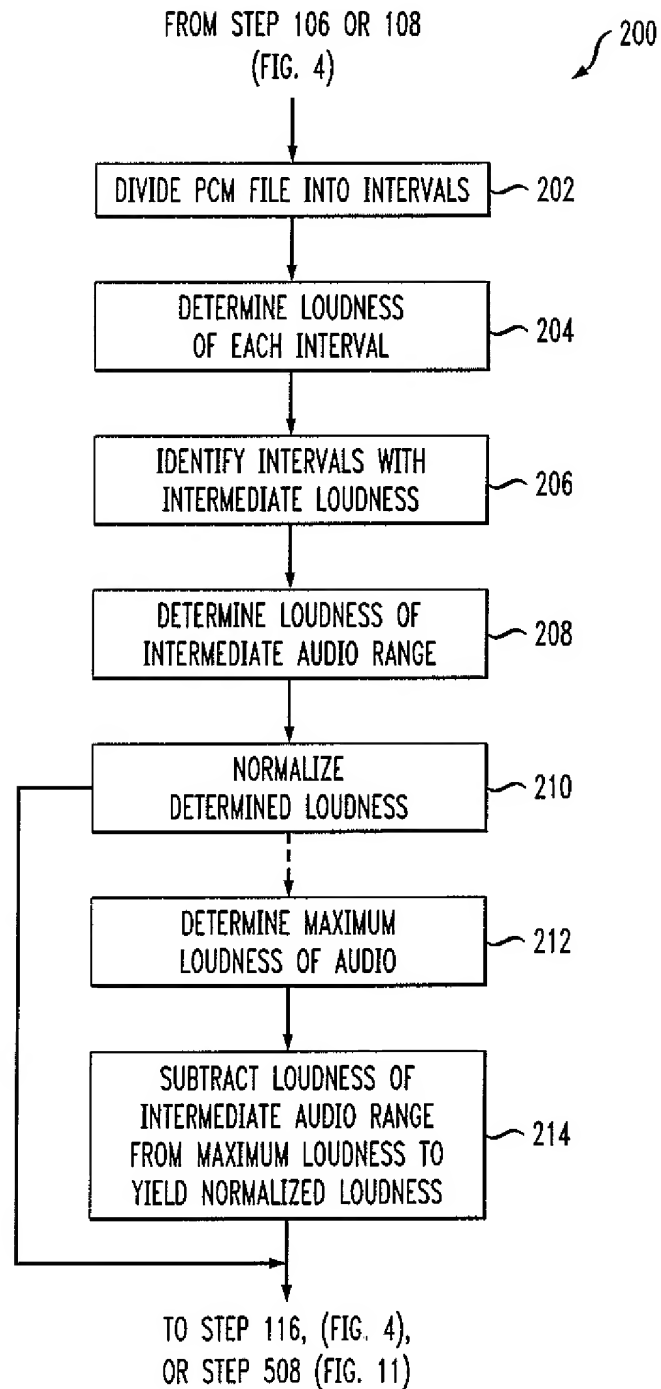 FROM STEP 106 OR 108
(FIG. 4)
200
DIVIDE PCM FILE INTO INTERVALS
202
DETERMINE LOUDNESS
OF EACH INTERVAL
204
IDENTIFY INTERVALS WITH
INTERMEDIATE LOUDNESS
206
DETERMINE LOUDNESS OF
INTERMEDIATE AUDIO RANGE
208
NORMALIZE
DETERMINED LOUDNESS
210
DETERMINE MAXIMUM
LOUDNESS OF AUDIO
212
SUBTRACT LOUDNESS OF
INTERMEDIATE AUDIO RANGE
FROM MAXIMUM LOUDNESS TO
YIELD NORMALIZED LOUDNESS
214
TO STEP 116, (FIG. 4),
OR STEP 508 (FIG. 11)